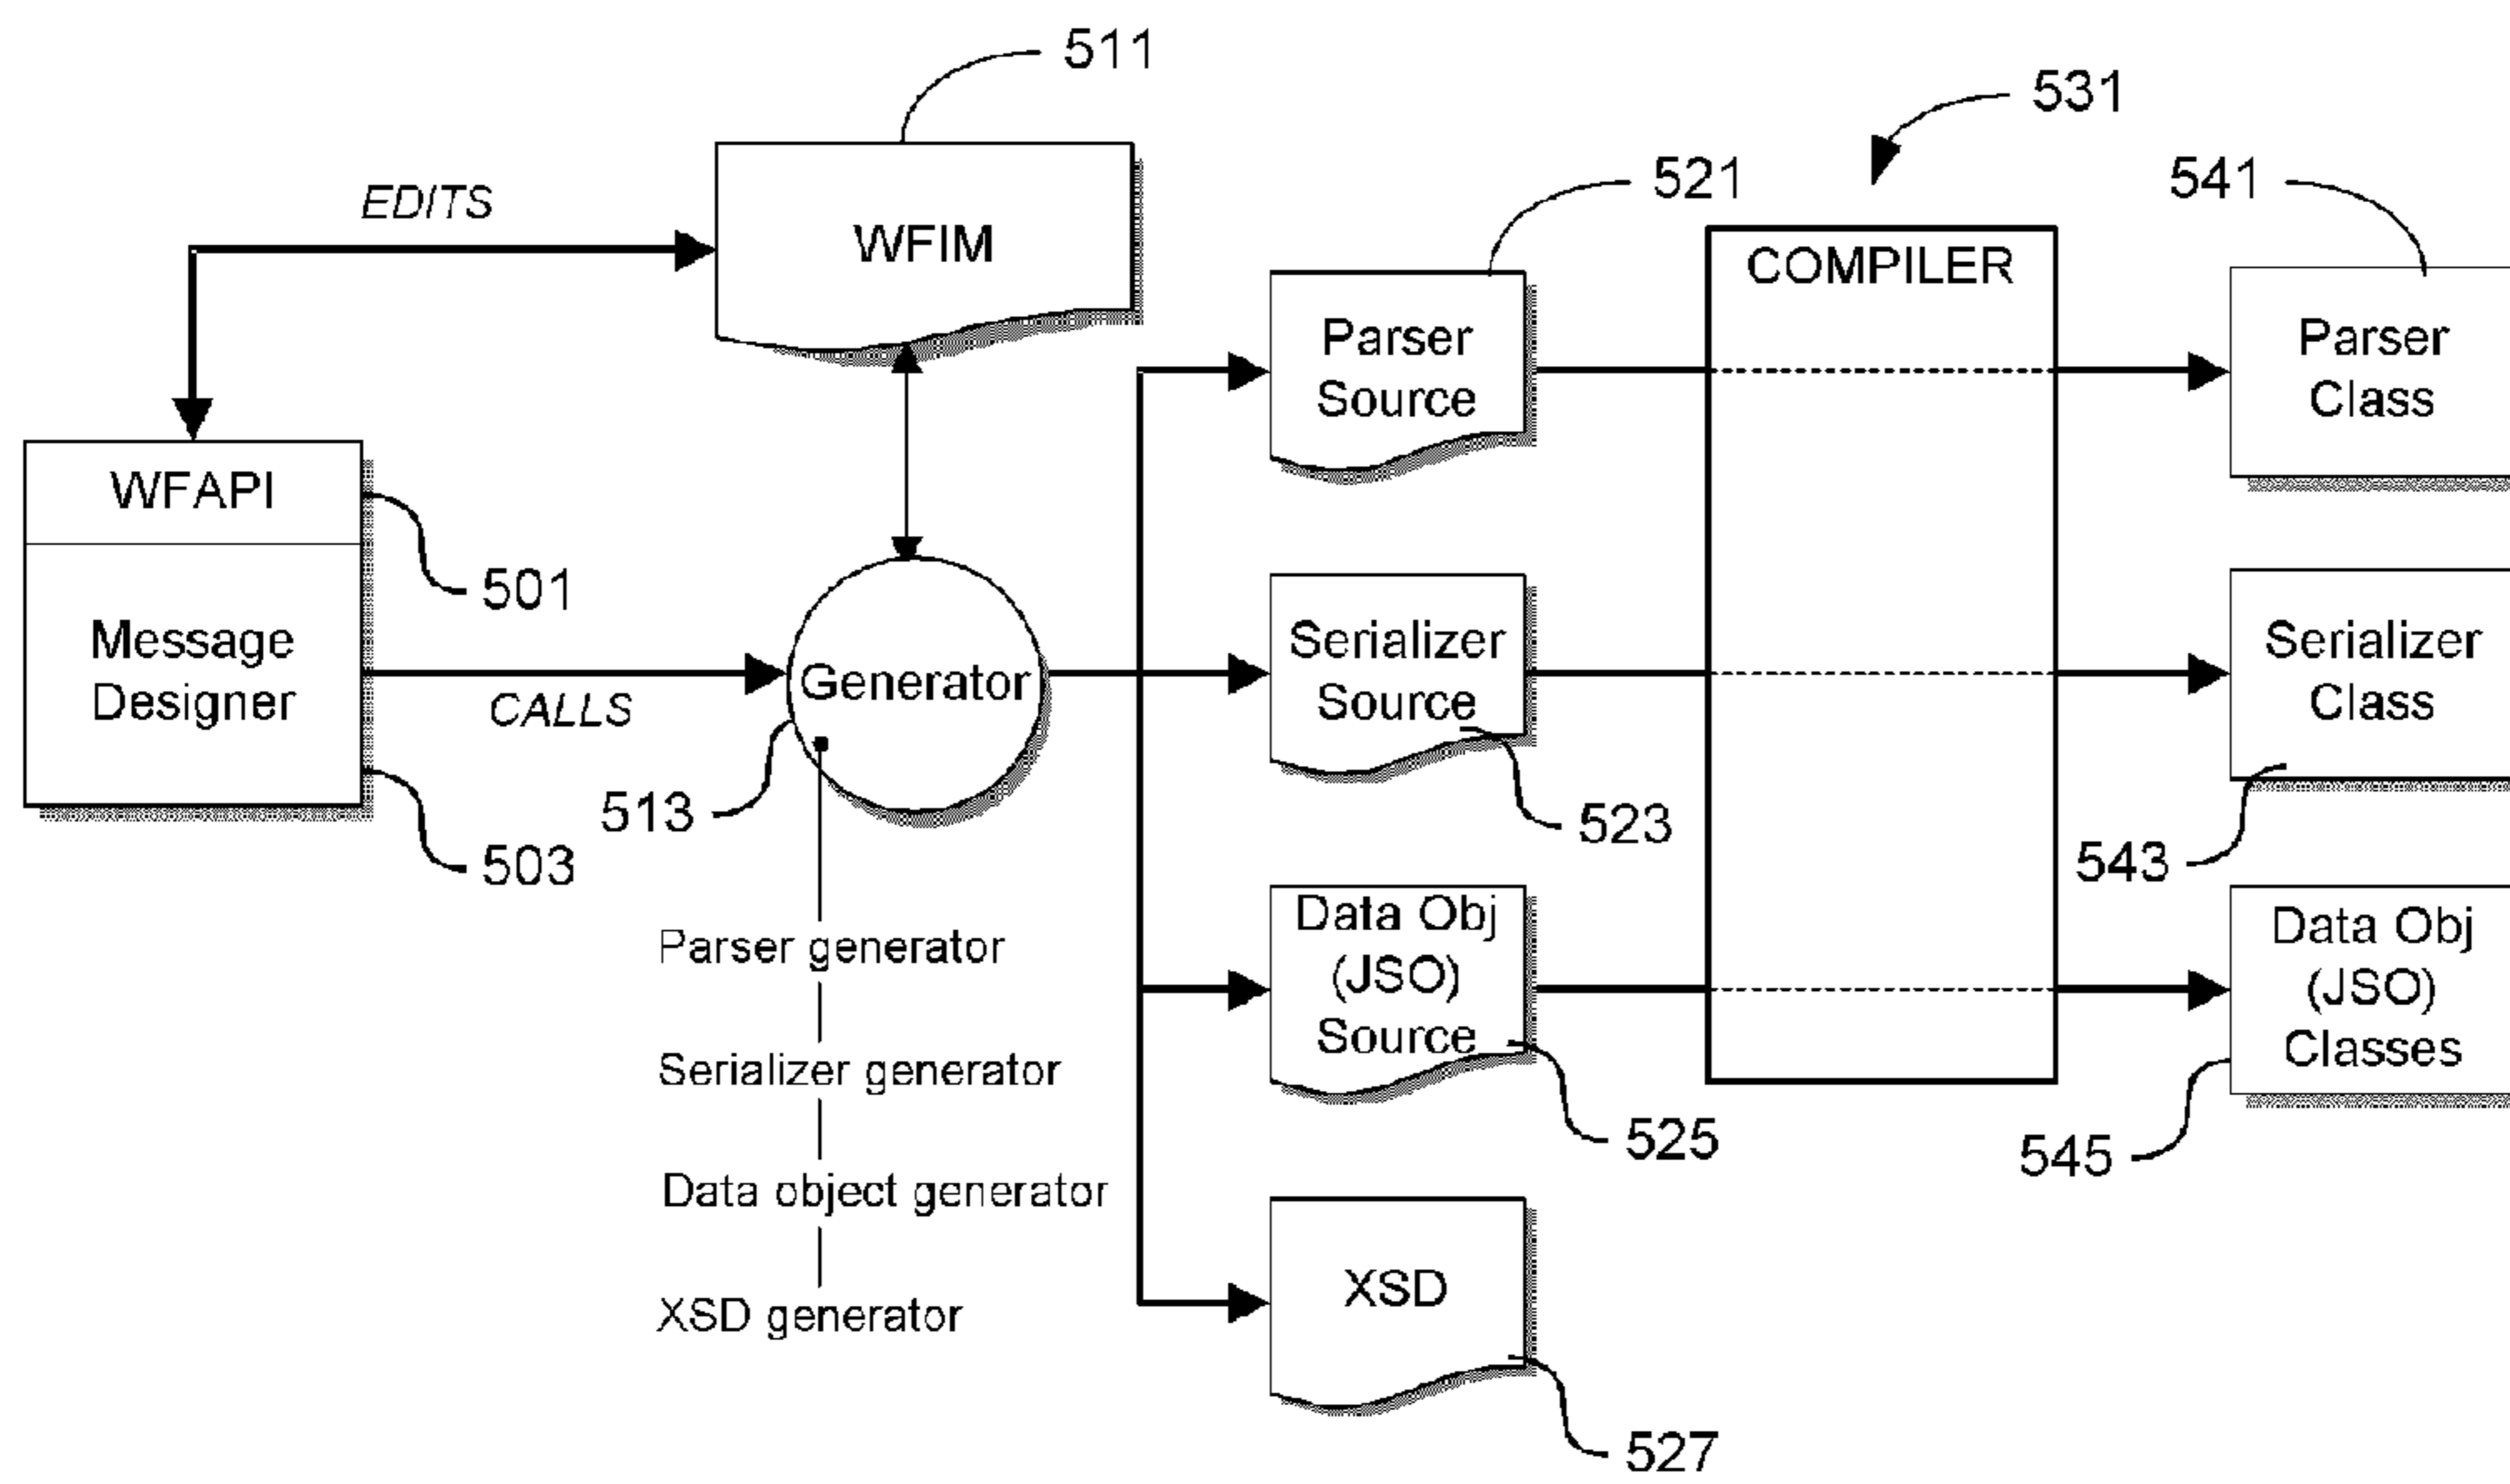 511
531
521
541
EDITS
WFIM
COMPILER
Parser
Source
Parser
Class
WFAPI
501
Message
Designer
CALLS
Generator
Serializer
Source
Serializer
Class
513
503
523
543
Parser generator
Serializer generator
Data object generator
XSD generator
Data Obj
(JSO)
Source
Data Obj
(JSO)
Classes
525
545
XSD
527